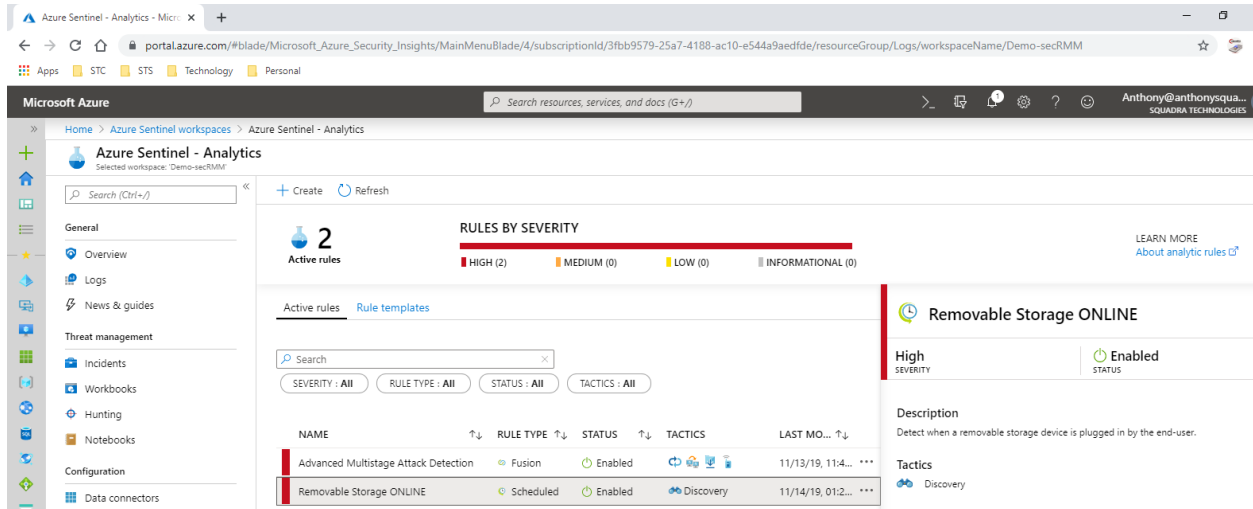 Azure Sentinel - Analytics - Micro
portal.azure.com/#blade/Microsoft_Azure_Security_Insights/MainMenuBlade/4/subscriptionId/3fbb9579-25a7-4188-ac10-e544a9aedfde/resourceGroup/Logs/workspaceName/Demo-secRMM
Apps STC STS Technology Personal
Microsoft Azure
Search resources, services, and docs (G+/)
1
Anthony@anthonysqua...
SQUADRA TECHNOLOGIES
Home > Azure Sentinel workspaces > Azure Sentinel - Analytics
Azure Sentinel - Analytics
Selected workspace: 'Demo-secRMM'
Search (Ctrl+/)
General
Overview
Logs
News & guides
Threat management
Incidents
Workbooks
Hunting
Notebooks
Configuration
Data connectors
Create Refresh
2
Active rules
RULES BY SEVERITY
HIGH (2) MEDIUM (0) LOW (0) INFORMATIONAL (0)
LEARN MORE
About analytic rules
Active rules Rule templates
Search
SEVERITY : All RULE TYPE : All STATUS : All TACTICS : All
NAME RULE TYPE STATUS TACTICS LAST MO...
Advanced Multistage Attack Detection Fusion Enabled 11/13/19, 11:4... ...
Removable Storage ONLINE Scheduled Enabled Discovery 11/14/19, 01:2... ...
Removable Storage ONLINE
High Enabled
SEVERITY STATUS
Description
Detect when a removable storage device is plugged in by the end-user.
Tactics
Discovery